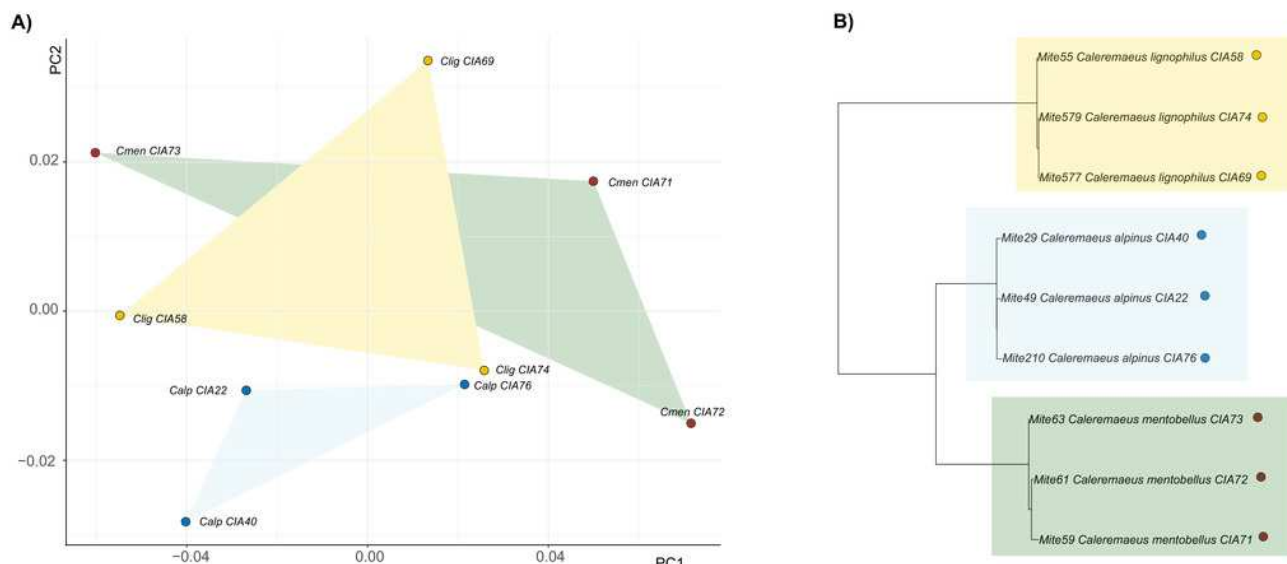 A)
PC2
Clig CIA69
Cmen CIA73
Cmen CIA71
0.02
0.00
Clig CIA58
Clig CIA74
Calp CIA22
Calp CIA76
Cmen CIA72
−0.02
Calp CIA40
−0.04
0.00
0.04
PC1
B)
Mite55 Caleremaeus lignophilus CIA58
Mite579 Caleremaeus lignophilus CIA74
Mite577 Caleremaeus lignophilus CIA69
Mite29 Caleremaeus alpinus CIA40
Mite49 Caleremaeus alpinus CIA22
Mite210 Caleremaeus alpinus CIA76
Mite63 Caleremaeus mentobellus CIA73
Mite61 Caleremaeus mentobellus CIA72
Mite59 Caleremaeus mentobellus CIA71